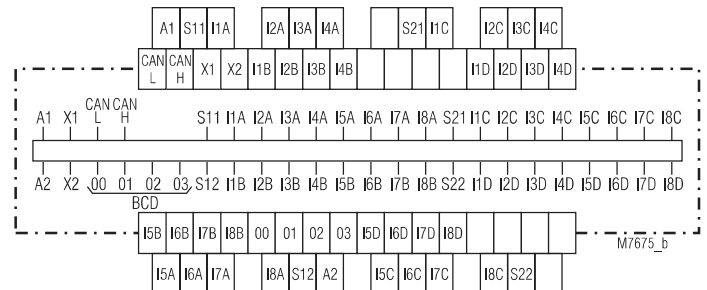 A1 S11 I1A I2A I3A I4A S21 I1C I2C I3C I4C
CAN L CAN H X1 X2 I1B I2B I3B I4B I1D I2D I3D I4D
A1 X1 CAN L CAN H S11 I1A I2A I3A I4A I5A I6A I7A I8A S21 I1C I2C I3C I4C I5C I6C I7C I8C
A2 X2 00 01 02 03 S12 I1B I2B I3B I4B I5B I6B I7B I8B S22 I1D I2D I3D I4D I5D I6D I7D I8D
BCD
I5B I6B I7B I8B 00 01 02 03 I5D I6D I7D I8D
M7675_b
I5A I6A I7A I8A S12 A2 I5C I6C I7C I8C S22